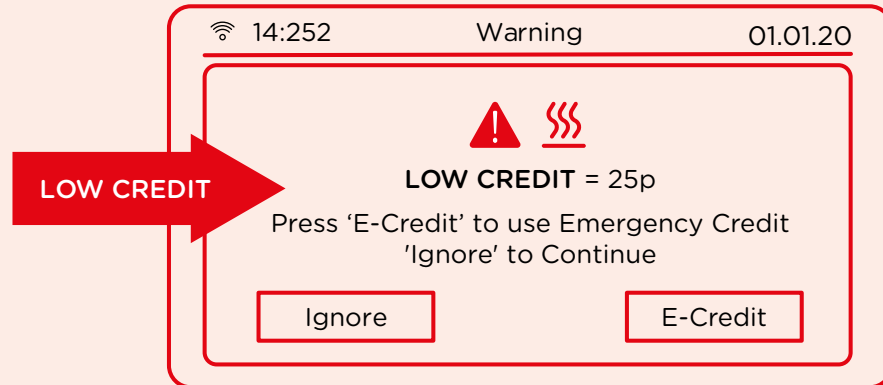 14:252 Warning 01.01.20
LOW CREDIT
LOW CREDIT = 25p
Press ‘E-Credit’ to use Emergency Credit
'Ignore' to Continue
Ignore E-Credit